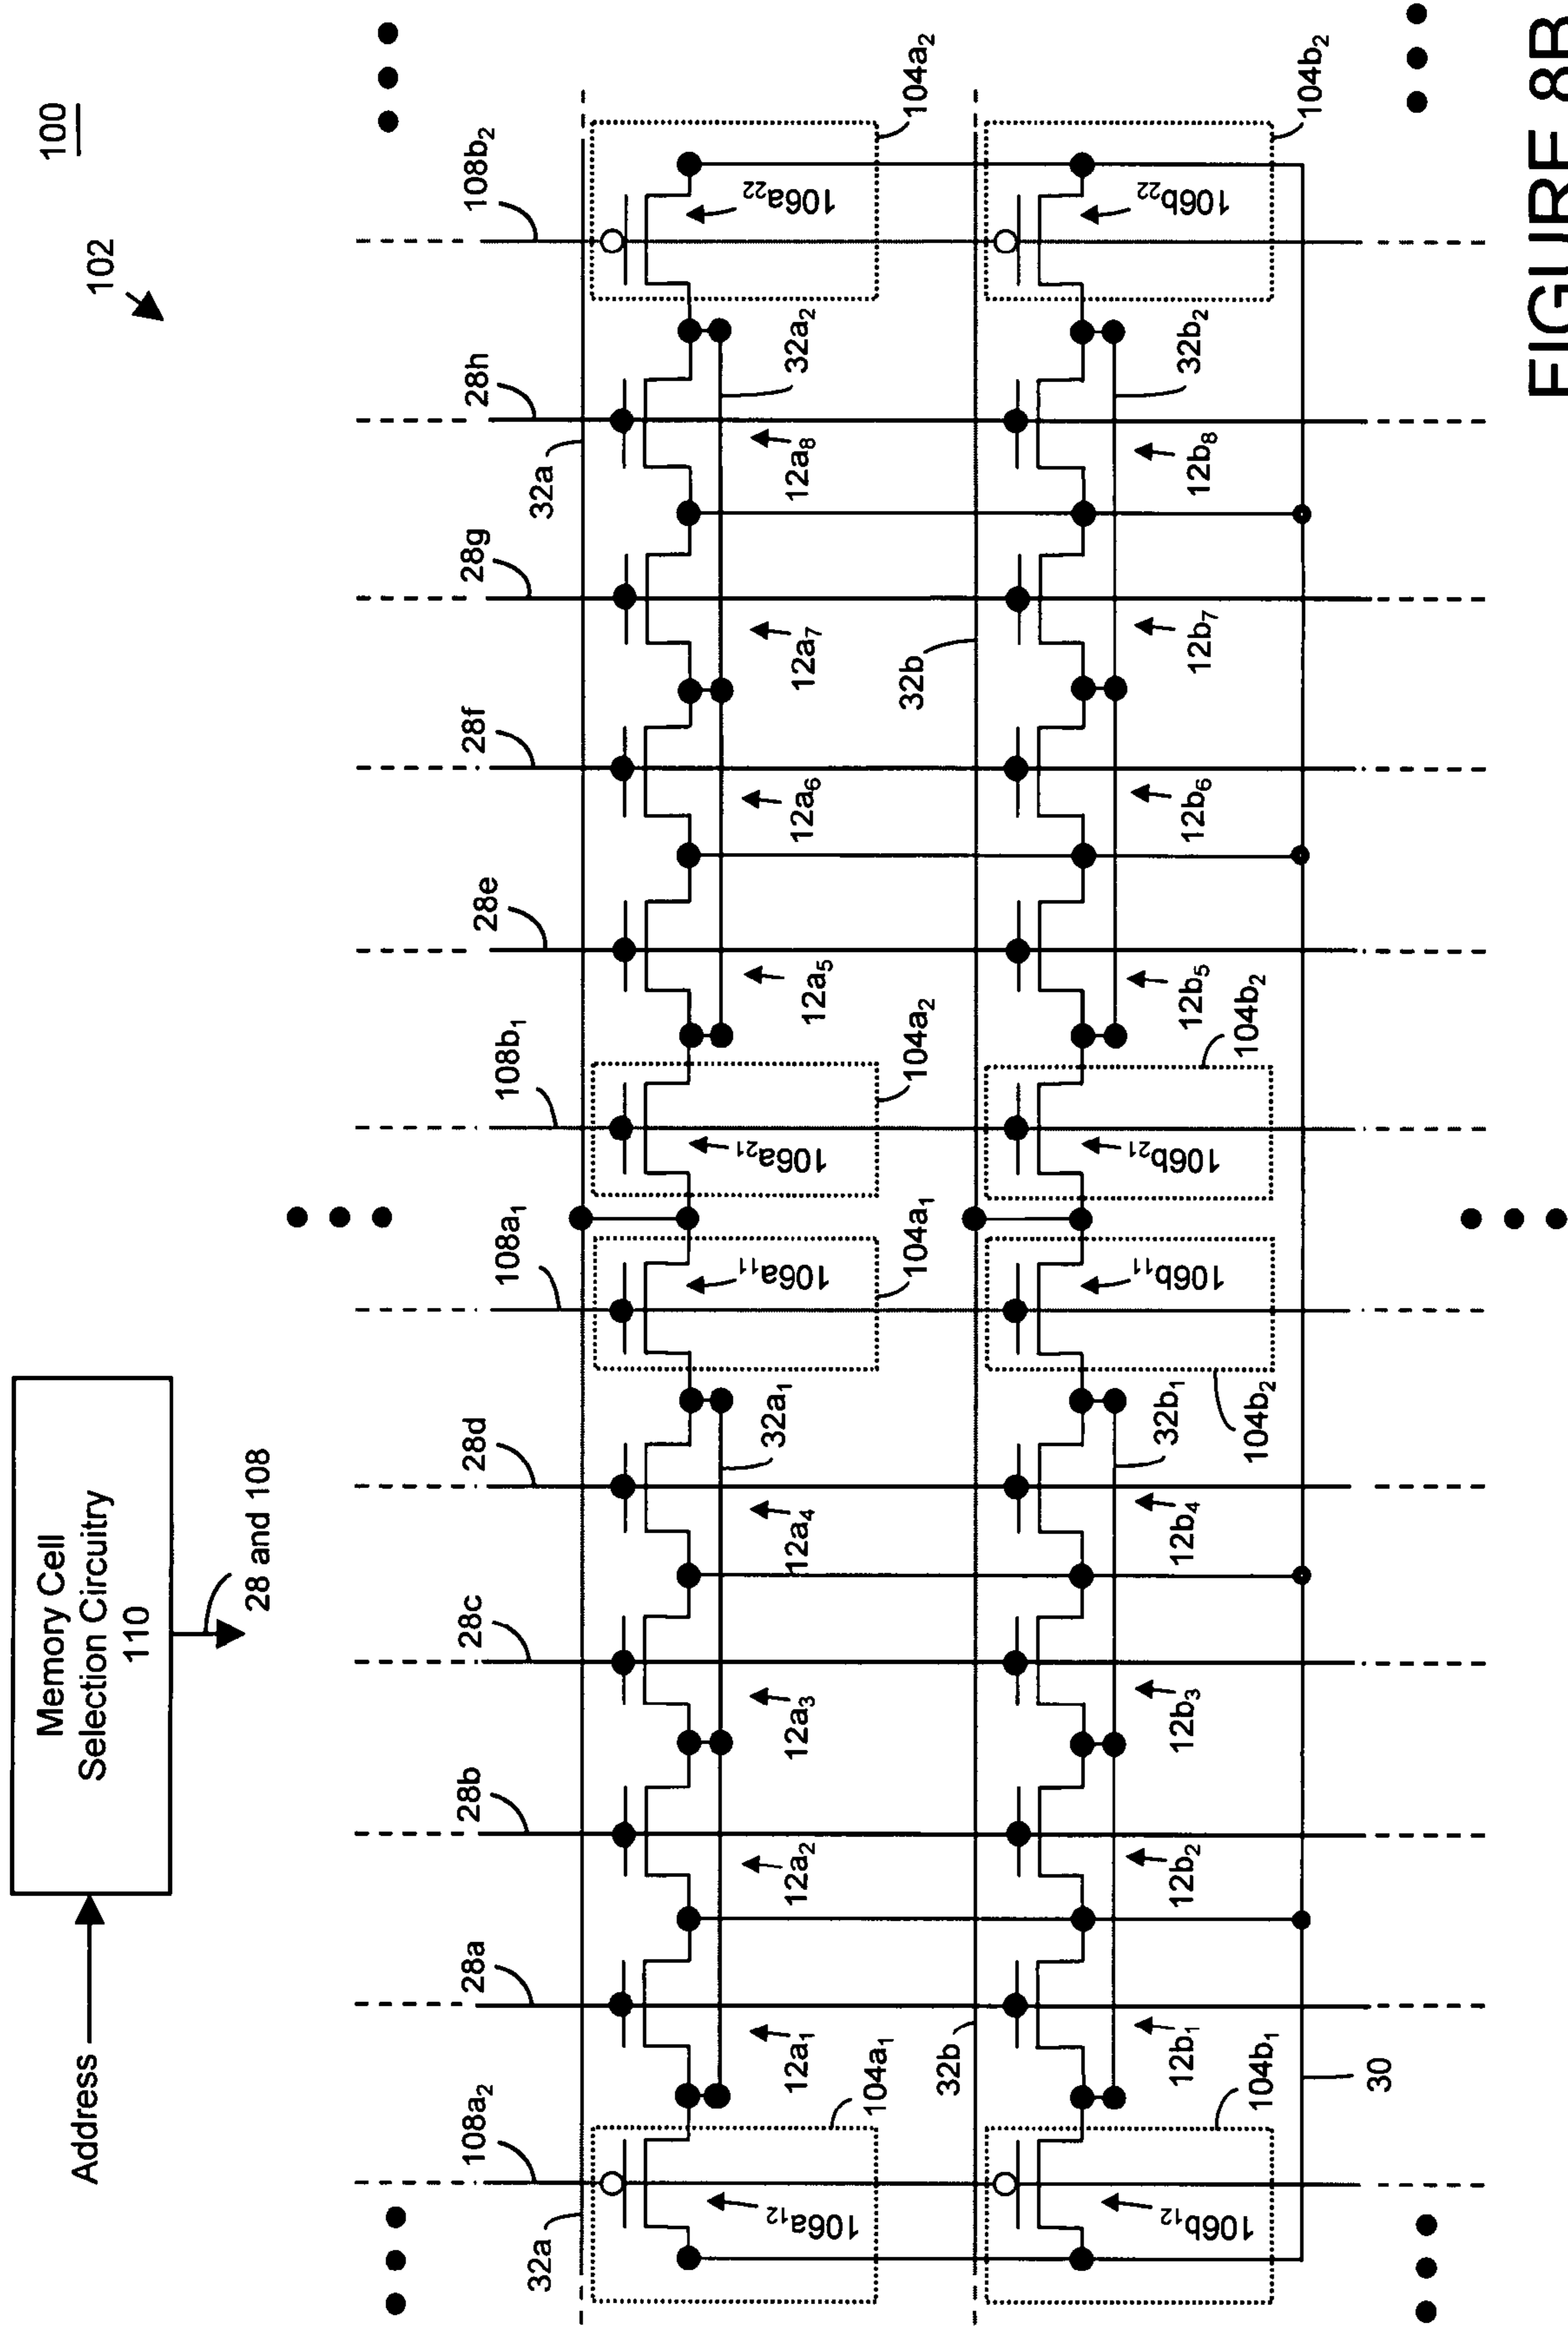 Memory Cell
Selection Circuitry
110
Address
28 and 108
100
102
108a₂
28a
28b
28c
28d
108a₁
108b₁
28e
28f
28g
28h
108b₂
32a
32a
106a₁₂
104a₁
12a₁
12a₂
12a₃
12a₄
32a₁
106a₁₁
104a₁
106a₂₁
104a₂
12a₅
12a₆
12a₇
12a₈
32a₂
106a₂₂
104a₂
32b
32b
106b₁₂
104b₁
12b₁
12b₂
12b₃
12b₄
32b₁
106b₁₁
104b₂
106b₂₁
104b₂
12b₅
12b₆
12b₇
12b₈
32b₂
106b₂₂
104b₂
30
FIGURE 8B